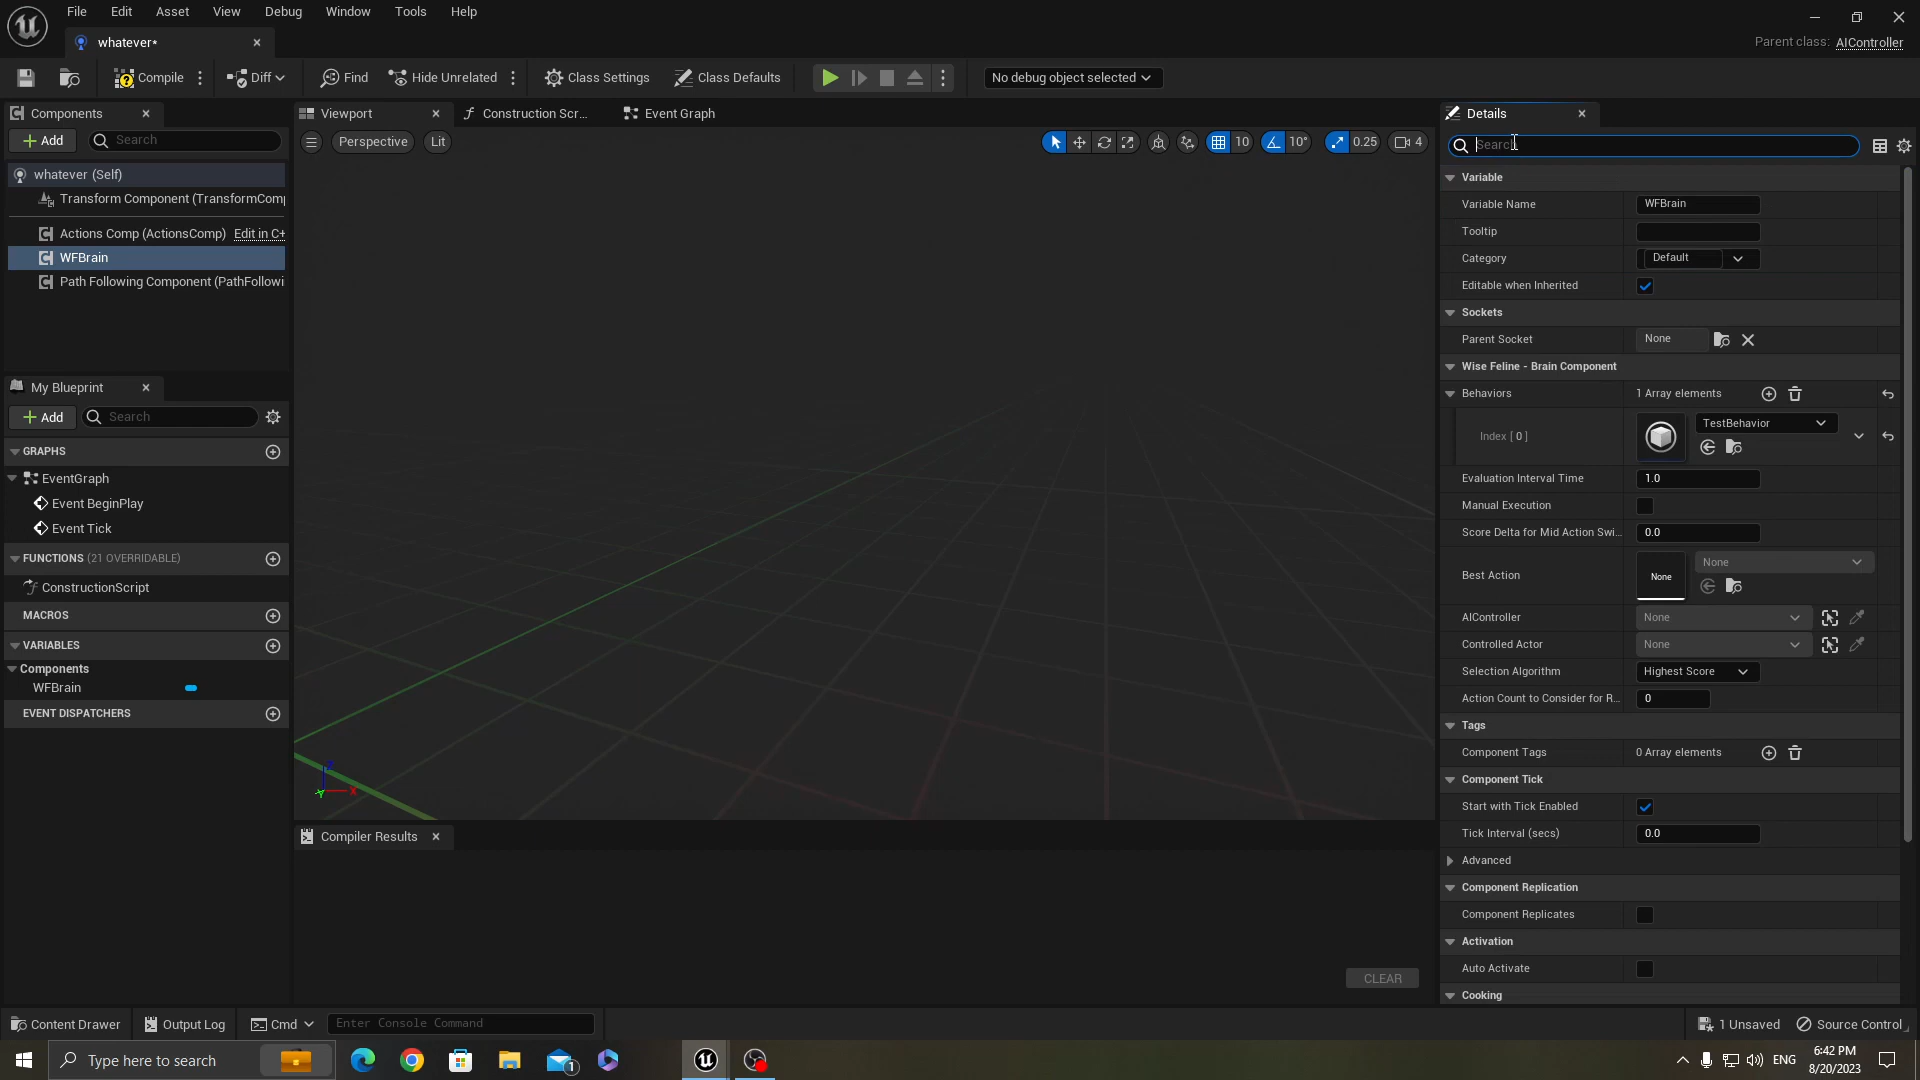 File Edit Asset View Debug Window Tools Help
whatever*
Parent class: AIController
Compile Diff Find Hide Unrelated Class Settings Class Defaults No debug object selected
Components
Add Search
whatever (Self)
Transform Component (TransformComp
Actions Comp (ActionsComp) Edit in C+
WFBrain
Path Following Component (PathFollowi
My Blueprint
Add Search
GRAPHS
EventGraph
Event BeginPlay
Event Tick
FUNCTIONS (21 OVERRIDABLE)
ConstructionScript
MACROS
VARIABLES
Components
WFBrain
EVENT DISPATCHERS
Viewport Construction Scr... Event Graph
Perspective Lit 10 10° 0.25 4
Z
X
Y
Compiler Results
CLEAR
Details
Search
Variable
Variable Name WFBrain
Tooltip
Category Default
Editable when Inherited
Sockets
Parent Socket None
Wise Feline - Brain Component
Behaviors 1 Array elements
Index [ 0 ] TestBehavior
Evaluation Interval Time 1.0
Manual Execution
Score Delta for Mid Action Swi... 0.0
Best Action None None
AIController None
Controlled Actor None
Selection Algorithm Highest Score
Action Count to Consider for R... 0
Tags
Component Tags 0 Array elements
Component Tick
Start with Tick Enabled
Tick Interval (secs) 0.0
Advanced
Component Replication
Component Replicates
Activation
Auto Activate
Cooking
Content Drawer Output Log Cmd Enter Console Command 1 Unsaved Source Control
Type here to search 1 ENG 6:42 PM
8/20/2023